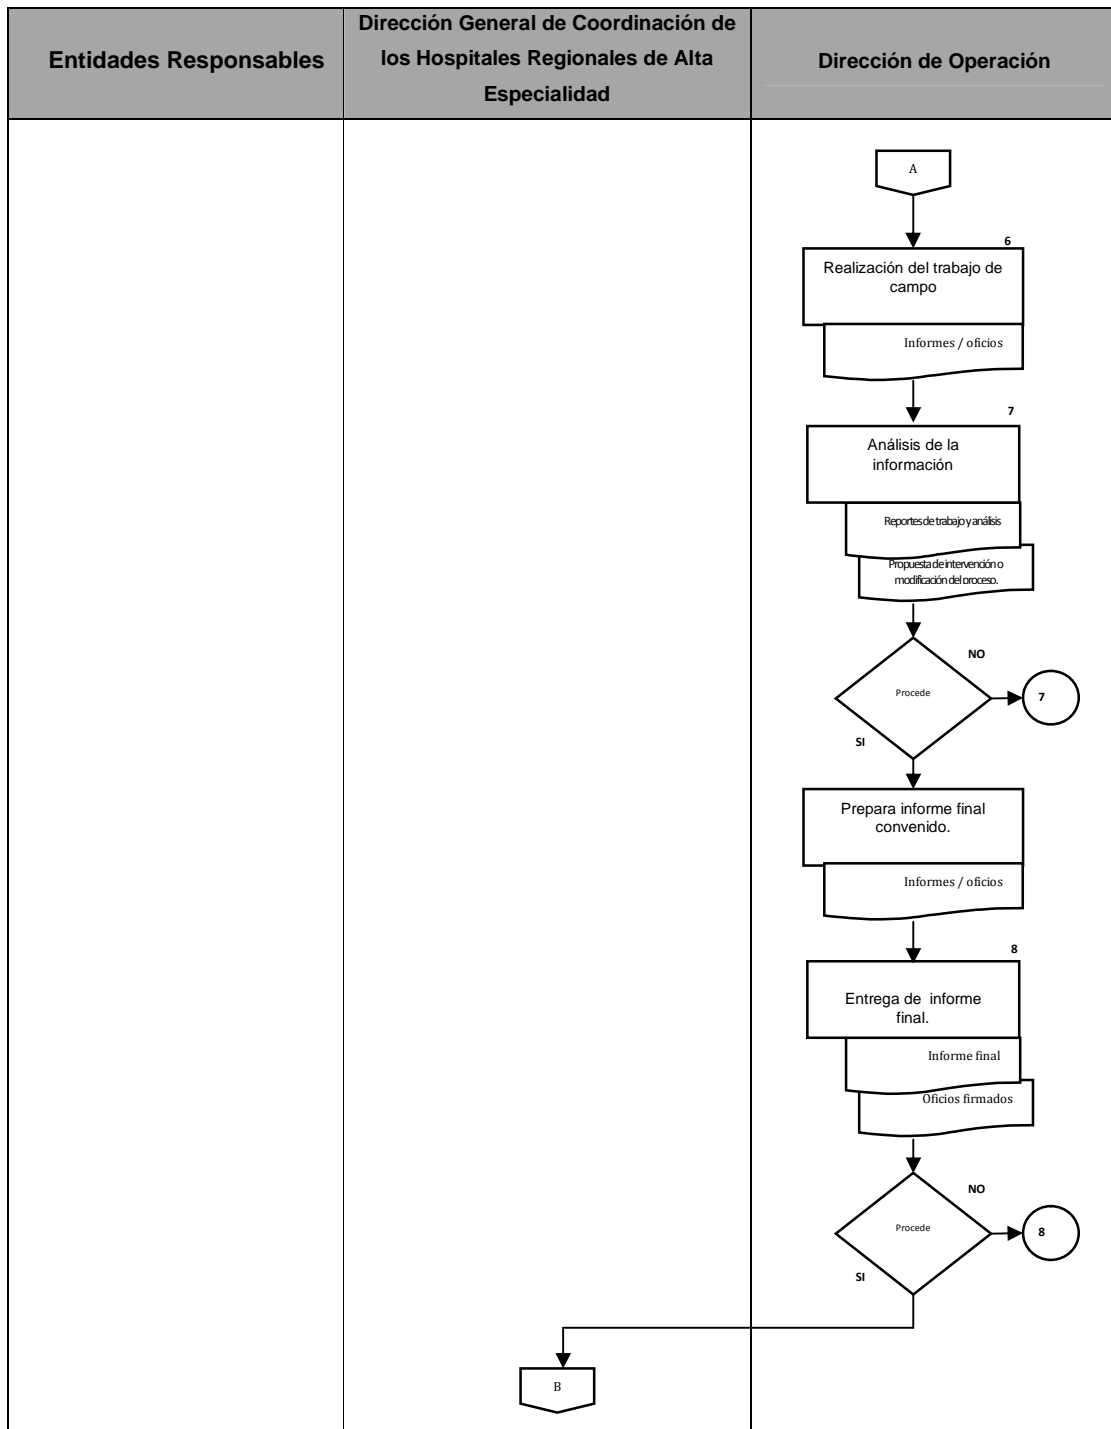 Entidades Responsables
Dirección General de Coordinación de
los Hospitales Regionales de Alta
Especialidad
Dirección de Operación
A
6
Realización del trabajo de
campo
Informes / oficios
7
Análisis de la
información
Reportes de trabajo y análisis
Propuesta de intervención o
modificación del proceso.
NO
Procede
7
SI
Prepara informe final
convenido.
Informes / oficios
8
Entrega de informe
final.
Informe final
Oficios firmados
NO
Procede
8
SI
B